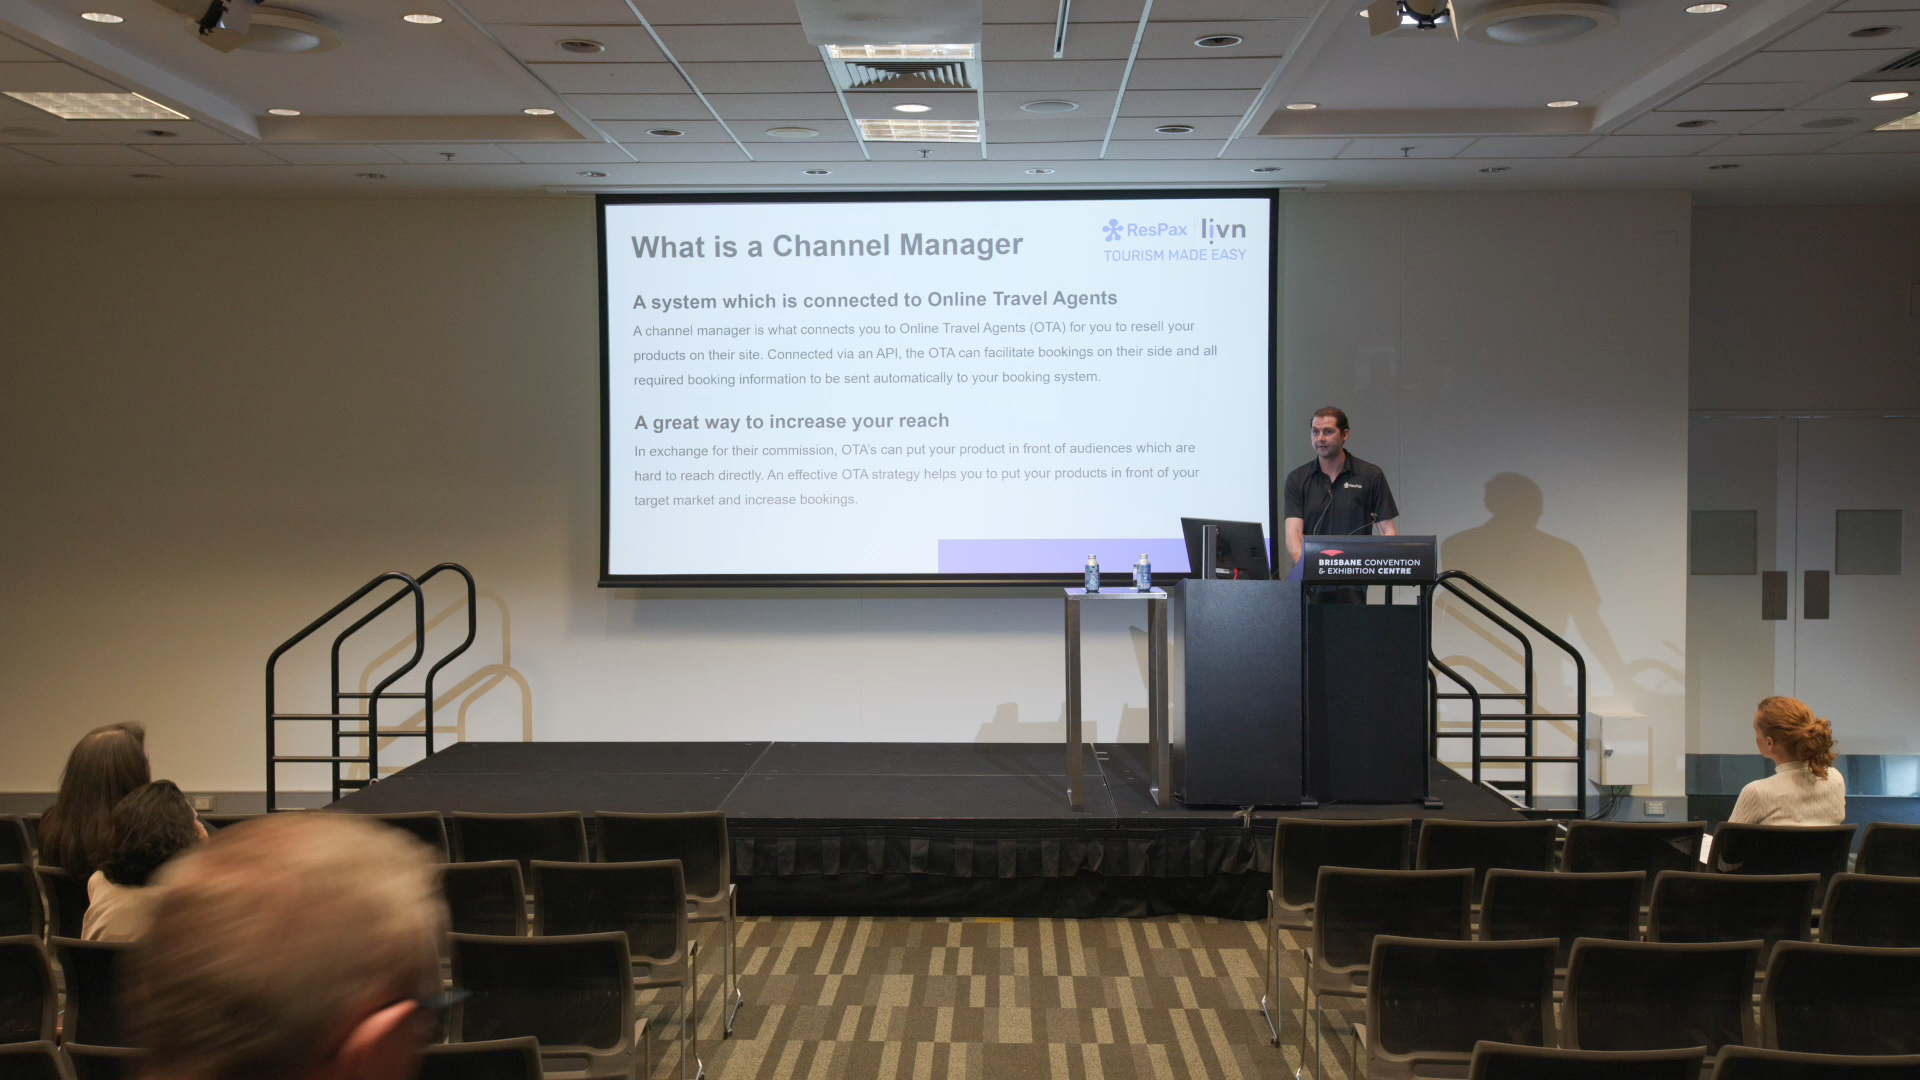 What is a Channel Manager
ResPax | livn
TOURISM MADE EASY
A system which is connected to Online Travel Agents
A channel manager is what connects you to Online Travel Agents (OTA) for you to resell your
products on their site. Connected via an API, the OTA can facilitate bookings on their side and all
required booking information to be sent automatically to your booking system.
A great way to increase your reach
In exchange for their commission, OTA's can put your product in front of audiences which are
hard to reach directly. An effective OTA strategy helps you to put your products in front of your
target market and increase bookings.
ResPax
BRISBANE CONVENTION
& EXHIBITION CENTRE